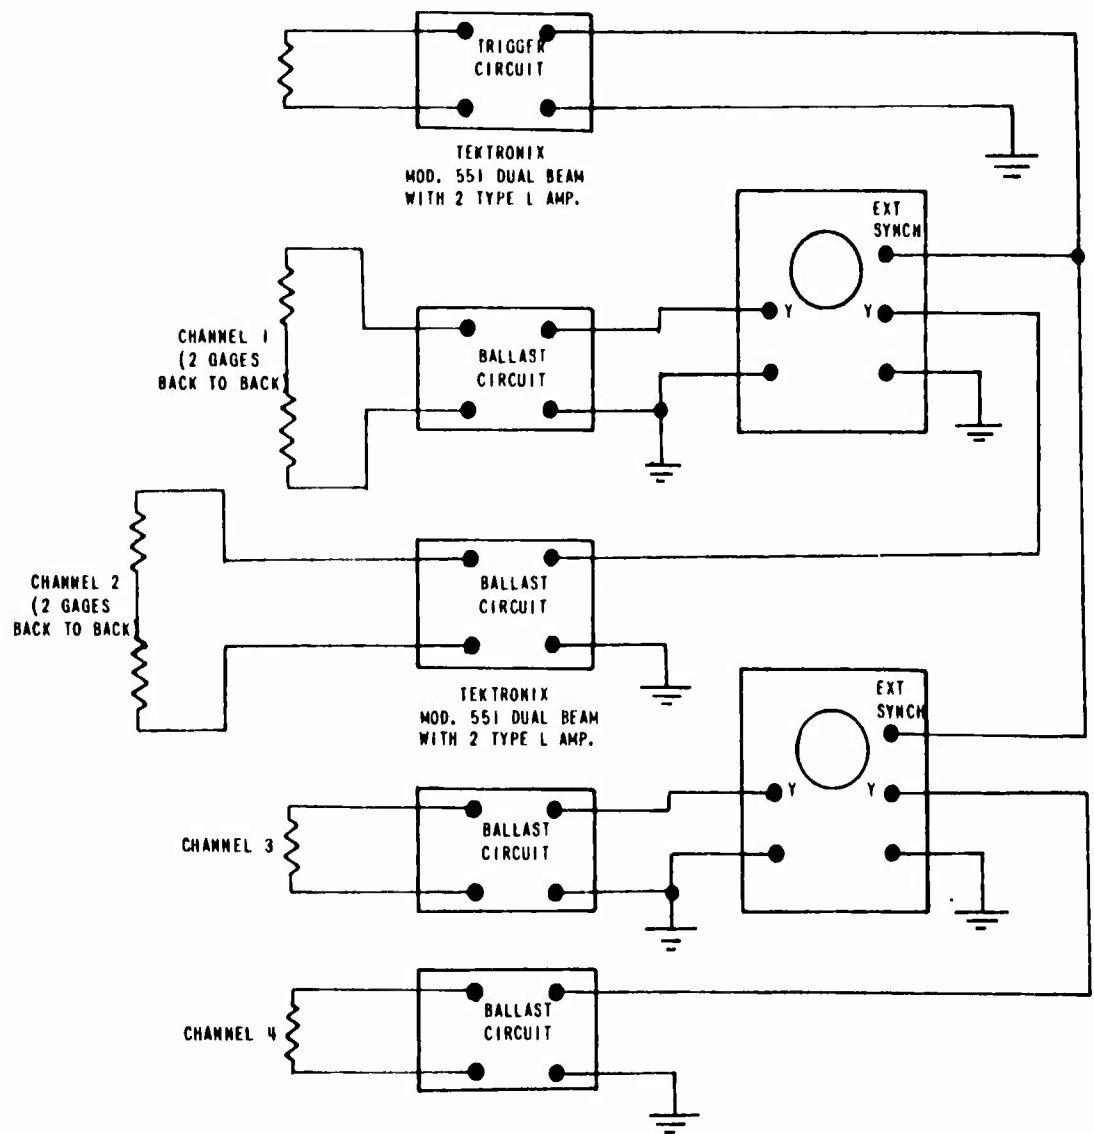 TRIGGER
CIRCUIT
TEKTRONIX
MOD. 551 DUAL BEAM
WITH 2 TYPE L AMP.
EXT
SYNCH
Y Y
CHANNEL 1
(2 GAGES
BACK TO BACK)
BALLAST
CIRCUIT
CHANNEL 2
(2 GAGES
BACK TO BACK
BALLAST
CIRCUIT
TEKTRONIX
MOD. 551 DUAL BEAM
WITH 2 TYPE L AMP.
EXT
SYNCH
Y Y
CHANNEL 3
BALLAST
CIRCUIT
CHANNEL 4
BALLAST
CIRCUIT